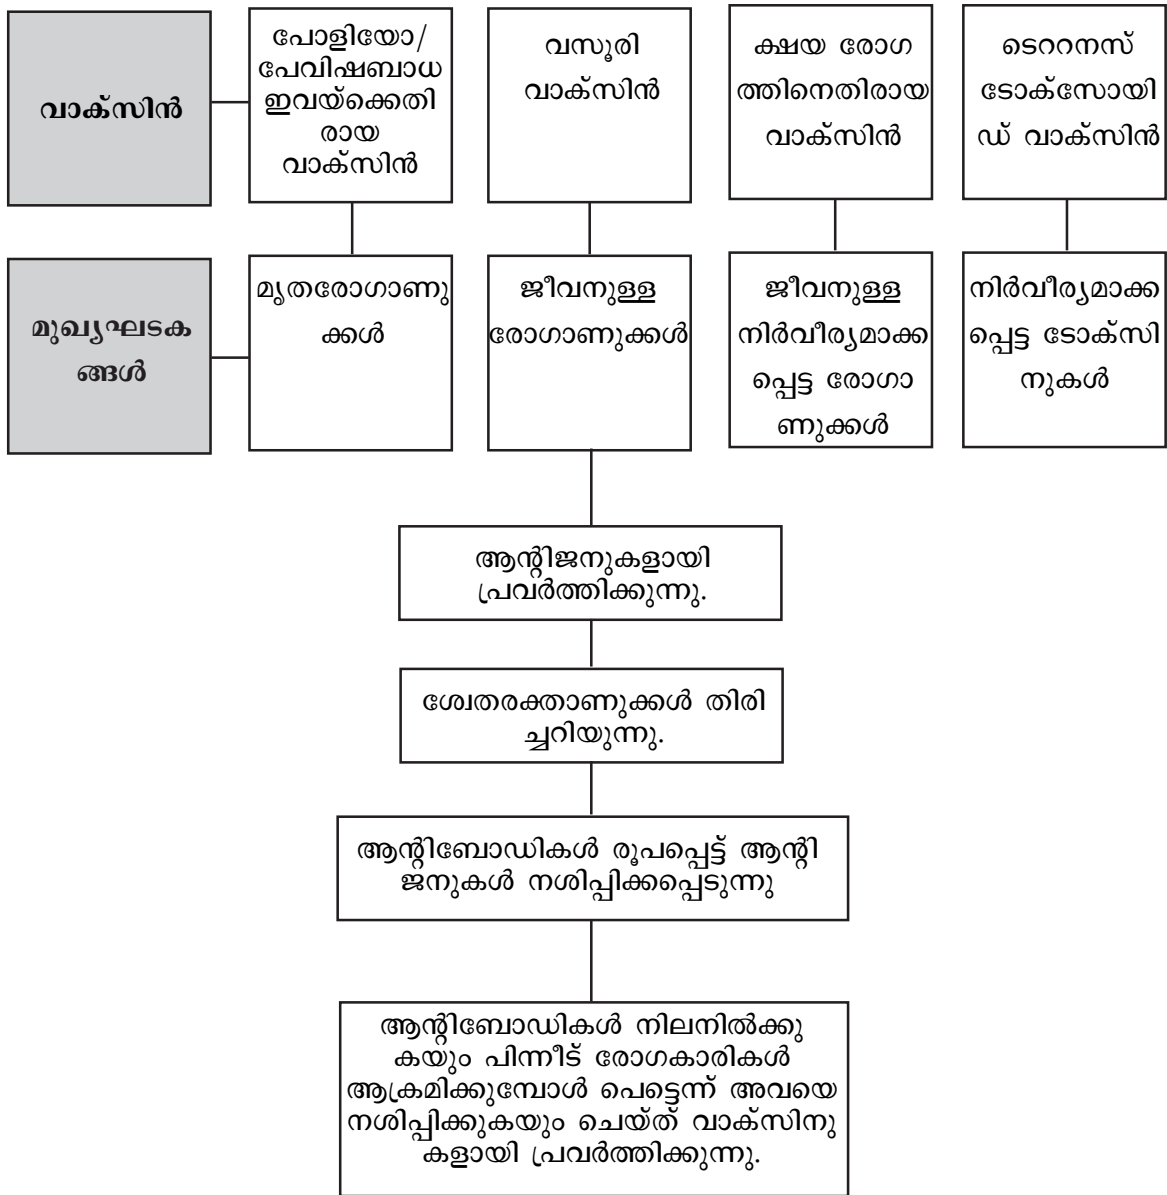 വാക്സിൻ
പോളിയോ/
പേവിഷബാധ
ഇവയ്ക്കെതി
രായ
വാക്സിൻ
വസൂരി
വാക്സിൻ
ക്ഷയ രോഗ
ത്തിനെതിരായ
വാക്സിൻ
ടെററനസ്
ടോക്സോയി
ഡ് വാക്സിൻ
മുഖ്യഘടക
ങ്ങൾ
മൃതരോഗാണു
ക്കൾ
ജീവനുള്ള
രോഗാണുക്കൾ
ജീവനുള്ള
നിർവീര്യമാക്ക
പ്പെട്ട രോഗാ
ണുക്കൾ
നിർവീര്യമാക്ക
പ്പെട്ട ടോക്സി
നുകൾ
ആന്റിജനുകളായി
പ്രവർത്തിക്കുന്നു.
ശ്വേതരക്താണുക്കൾ തിരി
ച്ചറിയുന്നു.
ആന്റിബോഡികൾ രൂപപ്പെട്ട് ആന്റി
ജനുകൾ നശിപ്പിക്കപ്പെടുന്നു
ആന്റിബോഡികൾ നിലനിൽക്കു
കയും പിന്നീട് രോഗകാരികൾ
ആക്രമിക്കുമ്പോൾ പെട്ടെന്ന് അവയെ
നശിപ്പിക്കുകയും ചെയ്ത് വാക്സിനു
കളായി പ്രവർത്തിക്കുന്നു.